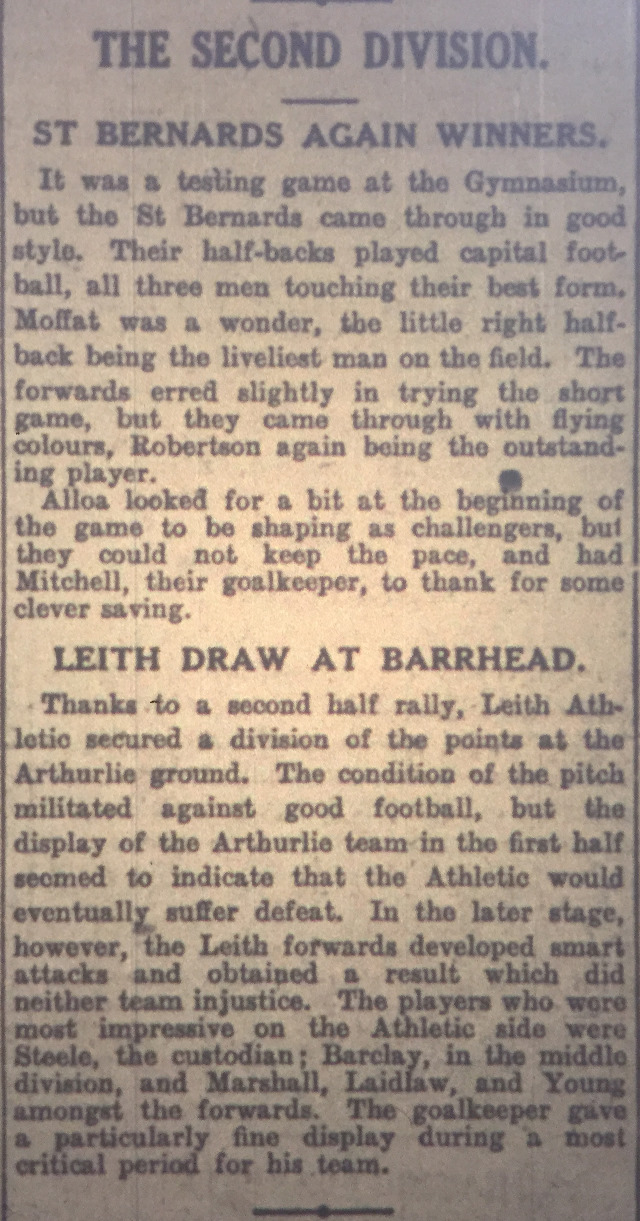 THE SECOND DIVISION.
ST BERNARDS AGAIN WINNERS.
It was a testing game at the Gymnasium,
but the St Bernards came through in good
style. Their half-backs played capital foot-
ball, all three men touching their best form.
Moffat was a wonder, the little right half-
back being the liveliest man on the field. The
forwards erred slightly in trying the short
game, but they came through with flying
colours, Robertson again being the outstand-
ing player.
Alloa looked for a bit at the beginning of
the game to be shaping as challengers, but
they could not keep the pace, and had
Mitchell, their goalkeeper, to thank for some
clever saving.
LEITH DRAW AT BARRHEAD.
Thanks to a second half rally, Leith Ath-
letic secured a division of the points at the
Arthurlie ground. The condition of the pitch
militated against good football, but the
display of the Arthurlie team in the first half
seemed to indicate that the Athletic would
eventually suffer defeat. In the later stage,
however, the Leith forwards developed smart
attacks and obtained a result which did
neither team injustice. The players who were
most impressive on the Athletic side were
Steele, the custodian; Barclay, in the middle
division, and Marshall, Laidlaw, and Young
amongst the forwards. The goalkeeper gave
a particularly fine display during a most
critical period for his team.